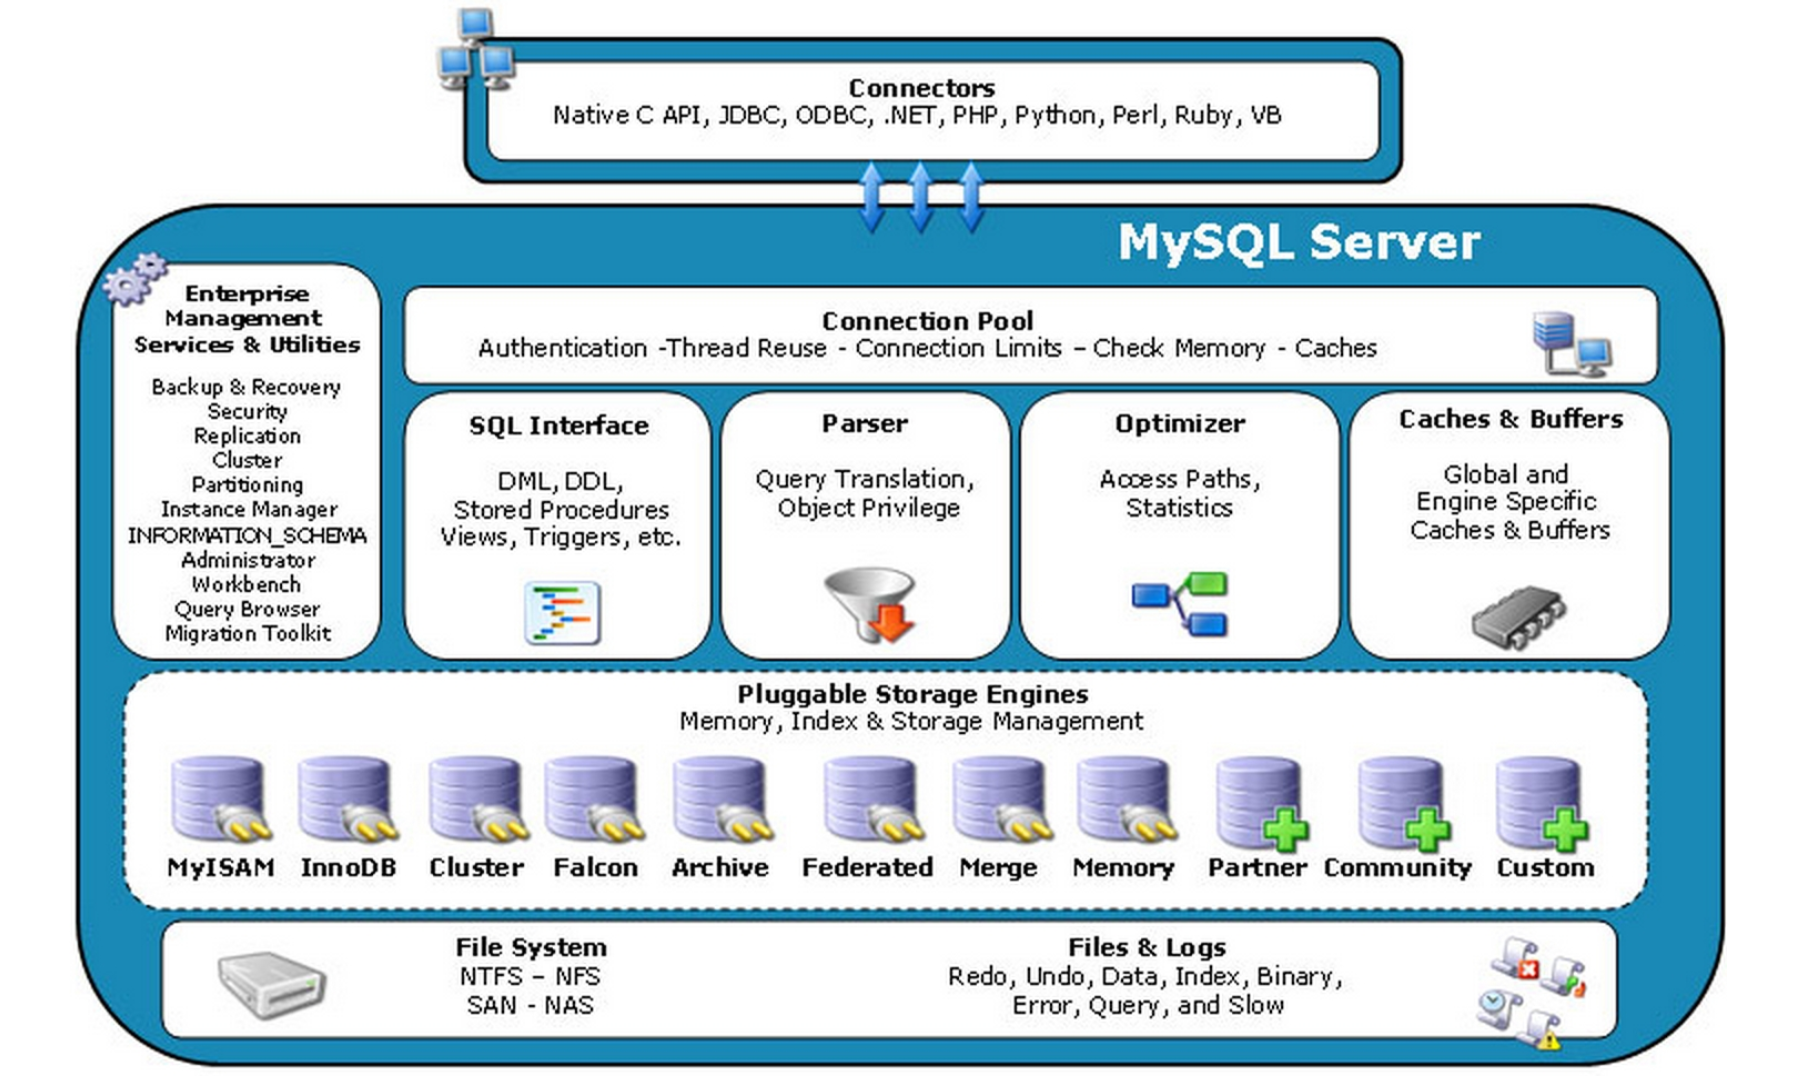 Connectors
Native C API, JDBC, ODBC, .NET, PHP, Python, Perl, Ruby, VB
MySQL Server
Enterprise
Management
Services & Utilities
Backup & Recovery
Security
Replication
Cluster
Partitioning
Instance Manager
INFORMATION_SCHEMA
Administrator
Workbench
Query Browser
Migration Toolkit
Connection Pool
Authentication -Thread Reuse - Connection Limits – Check Memory - Caches
SQL Interface
DML, DDL,
Stored Procedures
Views, Triggers, etc.
Parser
Query Translation,
Object Privilege
Optimizer
Access Paths,
Statistics
Caches & Buffers
Global and
Engine Specific
Caches & Buffers
Pluggable Storage Engines
Memory, Index & Storage Management
MyISAM InnoDB Cluster Falcon Archive Federated Merge Memory Partner Community Custom
File System
NTFS – NFS
SAN - NAS
Files & Logs
Redo, Undo, Data, Index, Binary,
Error, Query, and Slow